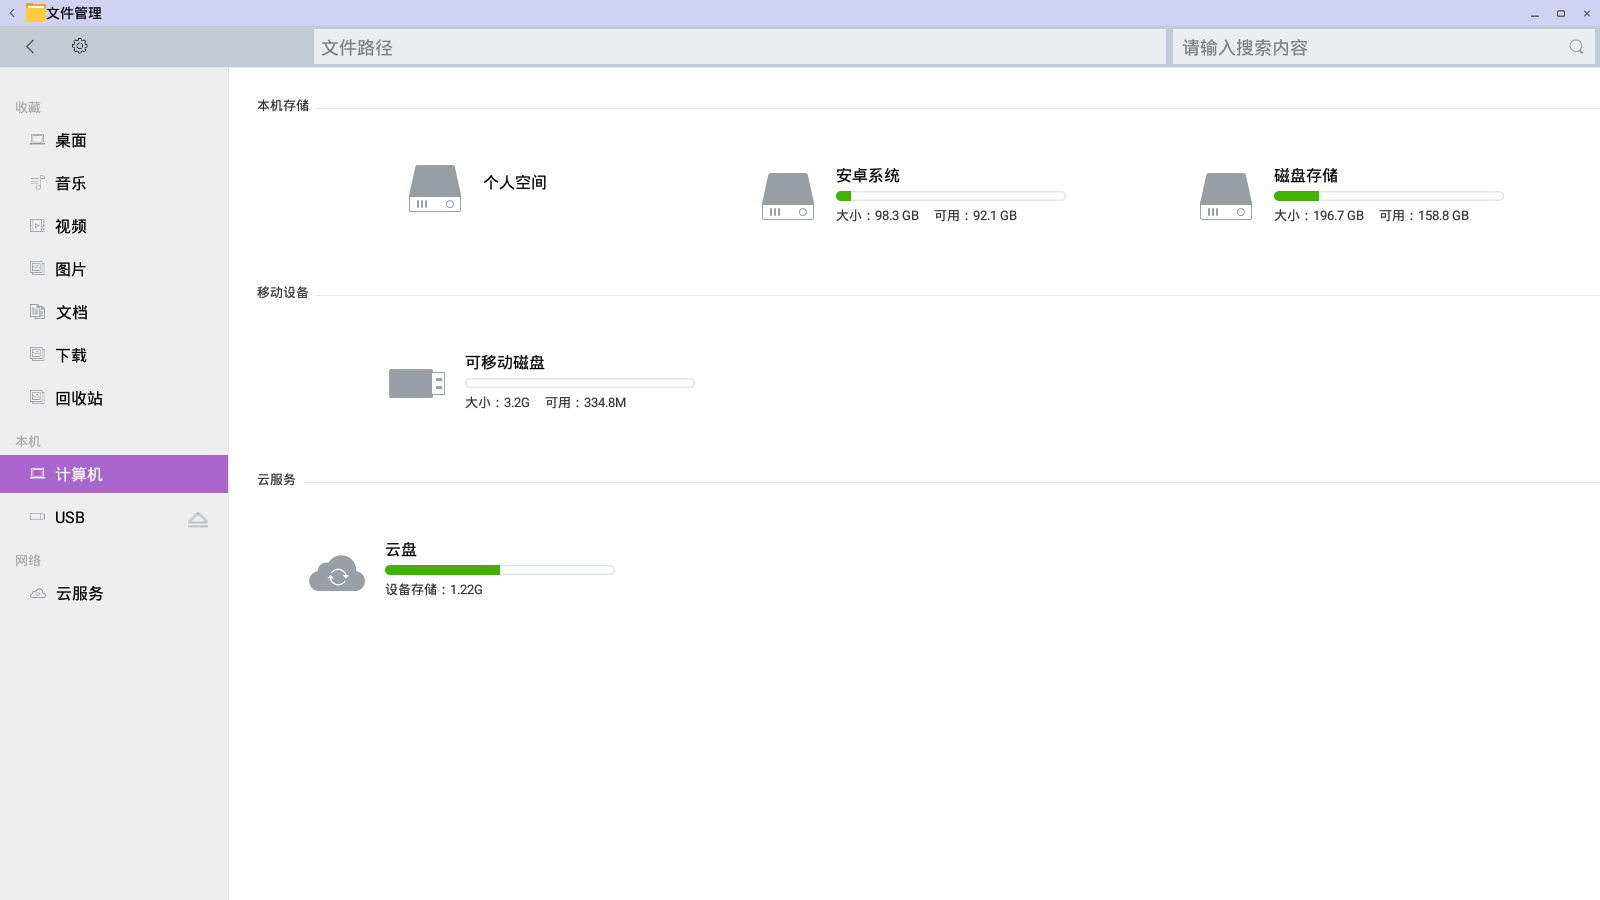 文件管理
文件路径
请输入搜索内容
收藏
桌面
音乐
视频
图片
文档
下载
回收站
本机
计算机
USB
网络
云服务
本机存储
个人空间
安卓系统
大小：98.3 GB 可用：92.1 GB
磁盘存储
大小：196.7 GB 可用：158.8 GB
移动设备
可移动磁盘
大小：3.2G 可用：334.8M
云服务
云盘
设备存储：1.22G